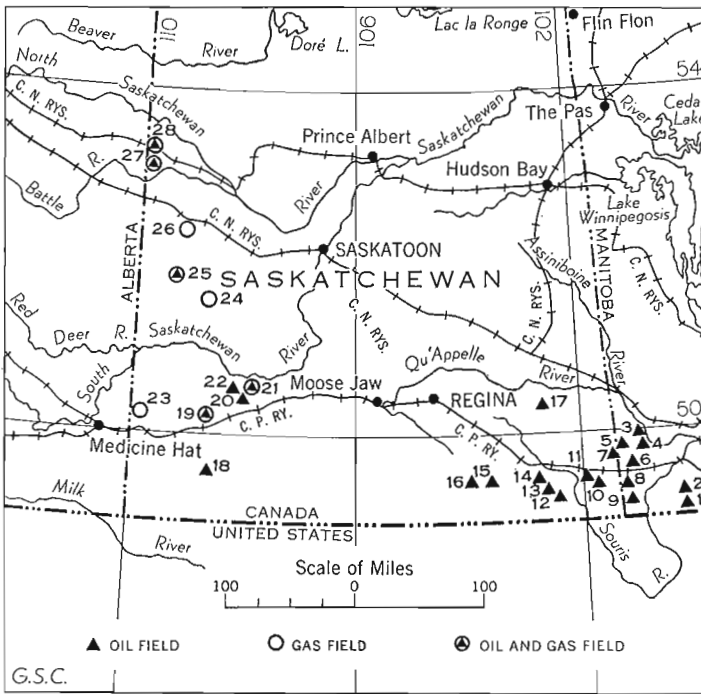 110
106
102
Beaver
River
Doré L.
Lac la Ronge
Flin Flon
North
Saskatchewan
54
C. N. RYS.
The Pas
River
Cedar
Lake
28
27
R.
Prince Albert
Saskatchewan
Battle
River
Hudson Bay
Lake
Winnipegosis
26
C. N. RYS.
SASKATOON
Assiniboine
ALBERTA
MANITOBA
25
SASKATCHEWAN
24
C. N. RYS.
C. N. RYS.
C. N. RYS.
Red
Deer
R.
Saskatchewan
River
Qu'Appelle
River
River
South
22
21
20
Moose Jaw
REGINA
17
23
19
C. P. RY.
C. P. RY.
50
Medicine Hat
3
5
4
7
6
18
11
16
15
14
13
12
10
8
9
2
1
Milk
River
CANADA
UNITED STATES
Souris
R.
Scale of Miles
100
0
100
OIL FIELD
GAS FIELD
OIL AND GAS FIELD
G.S.C.